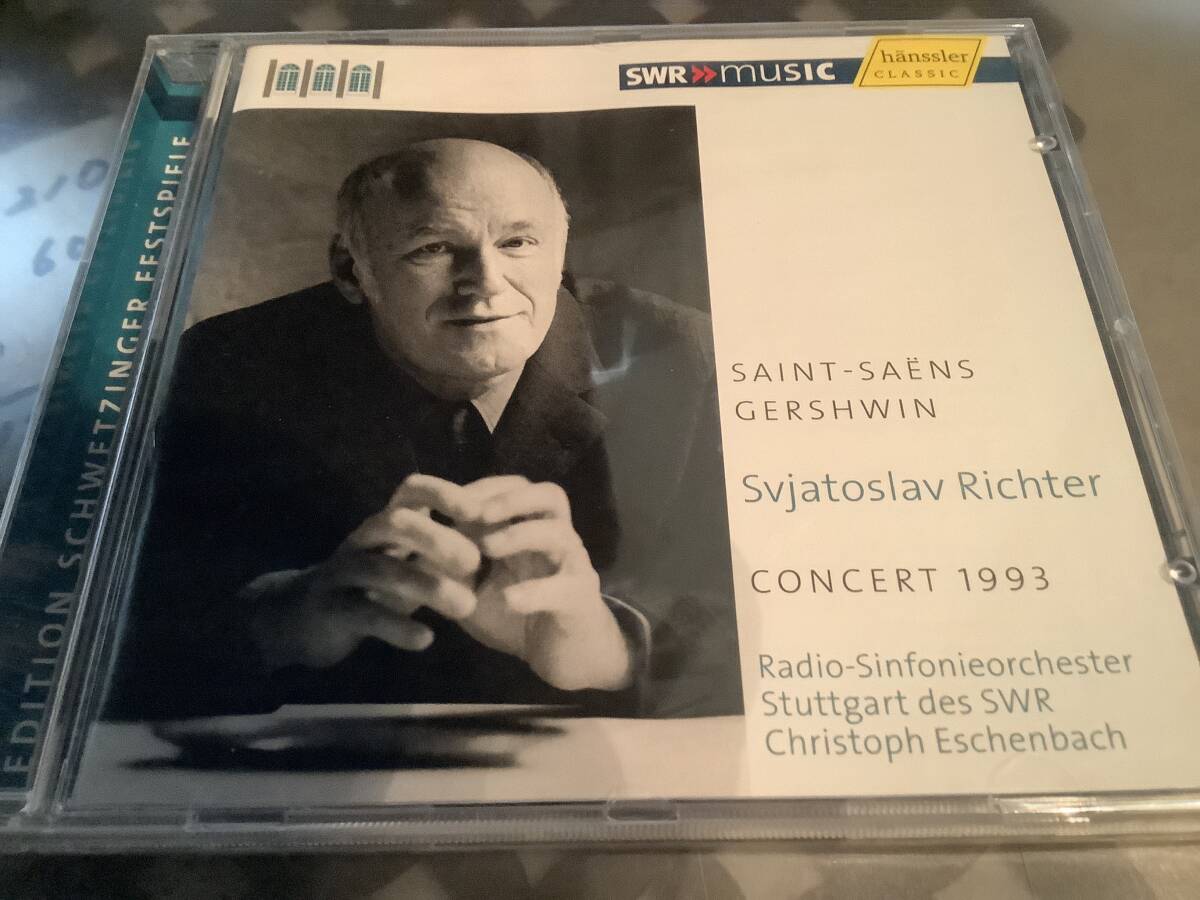 SWR»music
hänssler
CLASSIC
EDITION SCHWETZINGER FESTSPIELE
SAINT-SAËNS
GERSHWIN
Svjatoslav Richter
CONCERT 1993
Radio-Sinfonieorchester
Stuttgart des SWR
Christoph Eschenbach
210